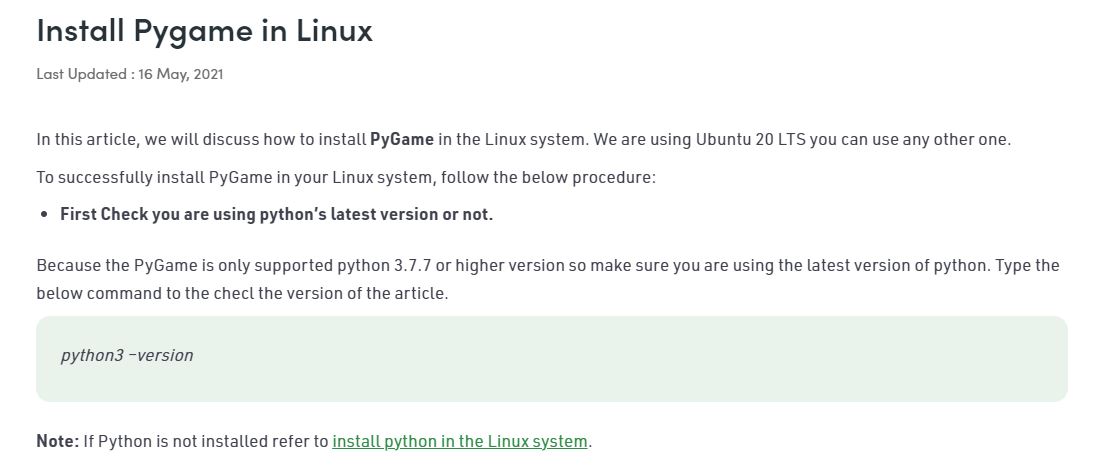 Install Pygame in Linux
Last Updated : 16 May, 2021
In this article, we will discuss how to install PyGame in the Linux system. We are using Ubuntu 20 LTS you can use any other one.
To successfully install PyGame in your Linux system, follow the below procedure:
• First Check you are using python’s latest version or not.
Because the PyGame is only supported python 3.7.7 or higher version so make sure you are using the latest version of python. Type the
below command to the checl the version of the article.
python3 –version
Note: If Python is not installed refer to install python in the Linux system.